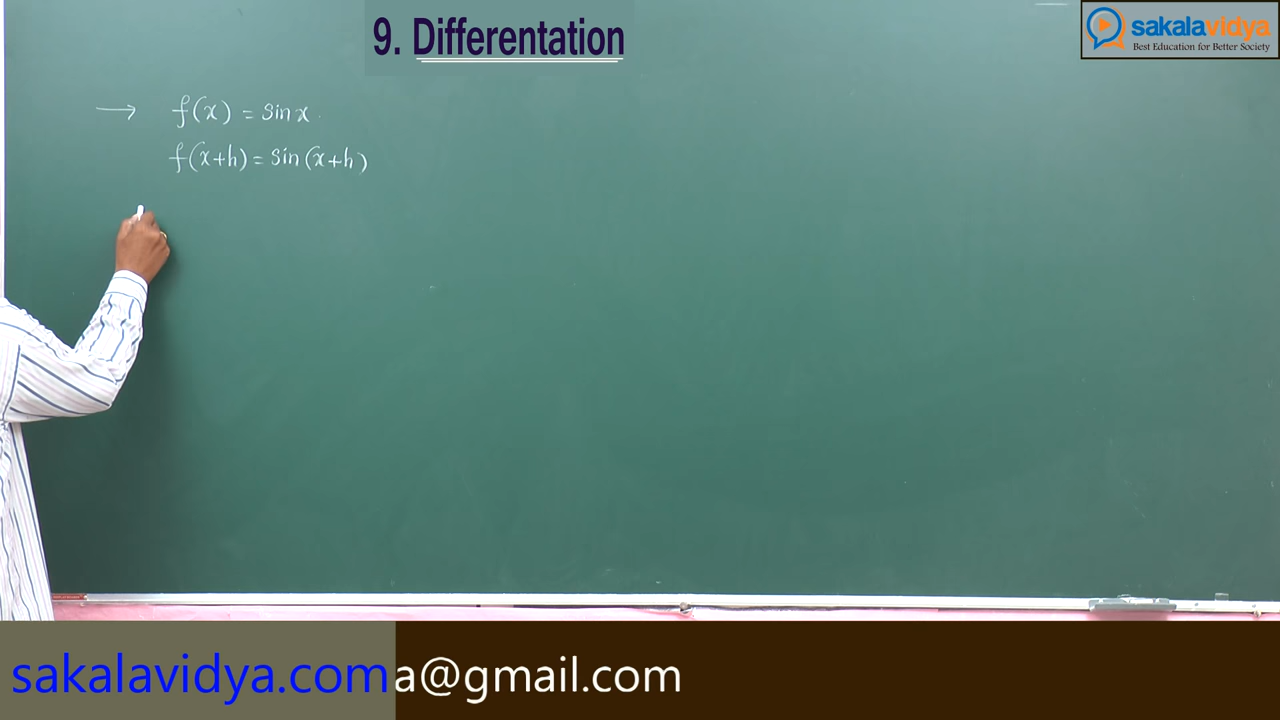 9. Differentation
sakalavidya
Best Education for Better Society
→ f(x) = sin x
f(x+h) = sin (x+h)
sakalavidya.com a@gmail.com